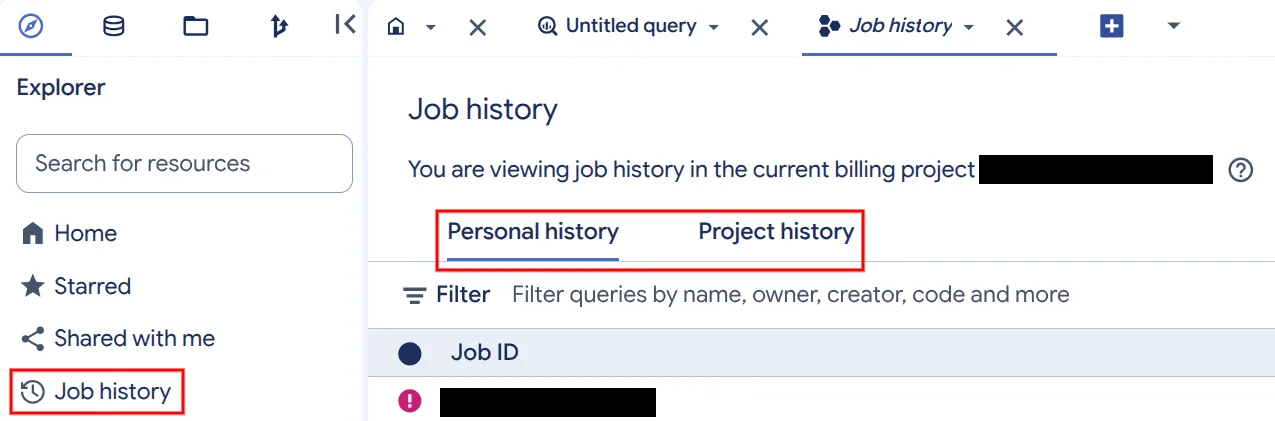 Untitled query
Job history
Explorer
Search for resources
Home
Starred
Shared with me
Job history
Job history
You are viewing job history in the current billing project
Personal history
Project history
Filter
Filter queries by name, owner, creator, code and more
Job ID